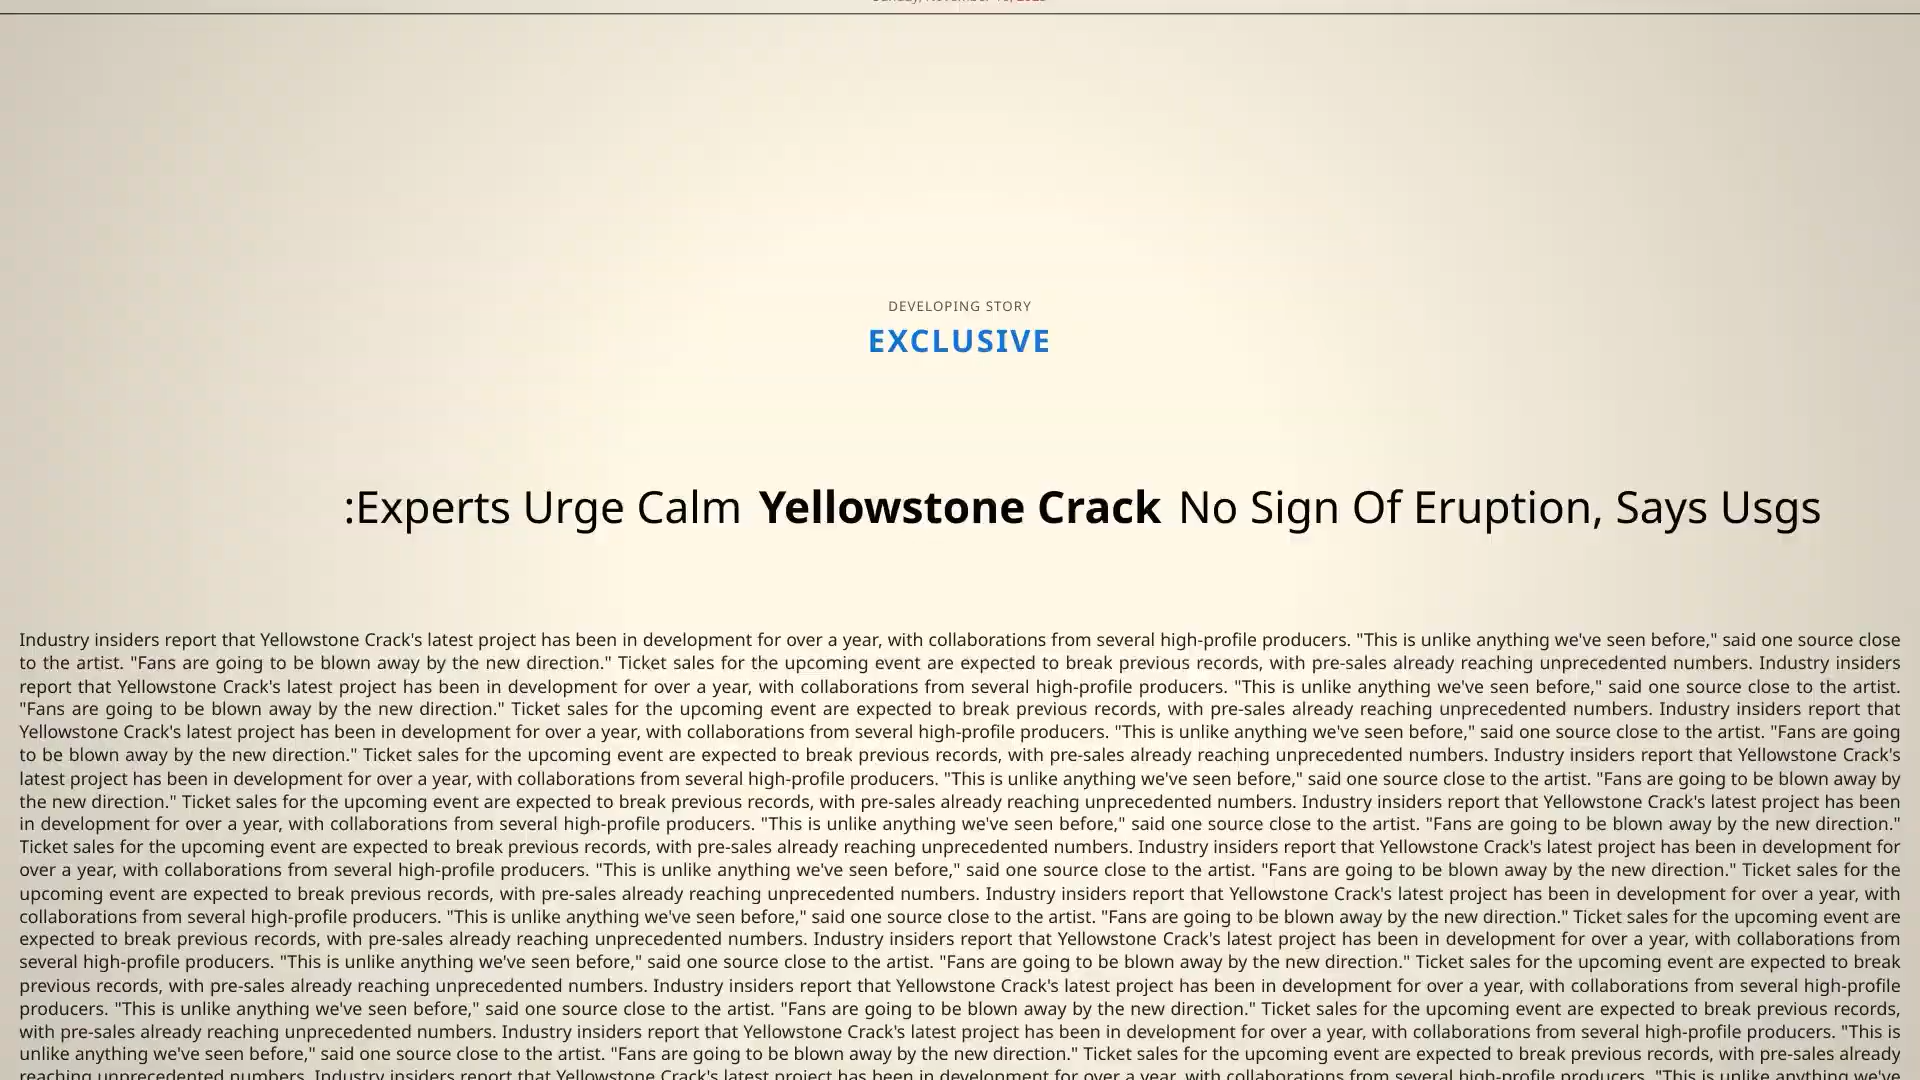 DEVELOPING STORY
EXCLUSIVE
:Experts Urge Calm Yellowstone Crack No Sign Of Eruption, Says Usgs
Industry insiders report that Yellowstone Crack's latest project has been in development for over a year, with collaborations from several high-profile producers. "This is unlike anything we've seen before," said one source close
to the artist. "Fans are going to be blown away by the new direction." Ticket sales for the upcoming event are expected to break previous records, with pre-sales already reaching unprecedented numbers. Industry insiders
report that Yellowstone Crack's latest project has been in development for over a year, with collaborations from several high-profile producers. "This is unlike anything we've seen before," said one source close to the artist.
"Fans are going to be blown away by the new direction." Ticket sales for the upcoming event are expected to break previous records, with pre-sales already reaching unprecedented numbers. Industry insiders report that
Yellowstone Crack's latest project has been in development for over a year, with collaborations from several high-profile producers. "This is unlike anything we've seen before," said one source close to the artist. "Fans are going
to be blown away by the new direction." Ticket sales for the upcoming event are expected to break previous records, with pre-sales already reaching unprecedented numbers. Industry insiders report that Yellowstone Crack's
latest project has been in development for over a year, with collaborations from several high-profile producers. "This is unlike anything we've seen before," said one source close to the artist. "Fans are going to be blown away by
the new direction." Ticket sales for the upcoming event are expected to break previous records, with pre-sales already reaching unprecedented numbers. Industry insiders report that Yellowstone Crack's latest project has been
in development for over a year, with collaborations from several high-profile producers. "This is unlike anything we've seen before," said one source close to the artist. "Fans are going to be blown away by the new direction."
Ticket sales for the upcoming event are expected to break previous records, with pre-sales already reaching unprecedented numbers. Industry insiders report that Yellowstone Crack's latest project has been in development for
over a year, with collaborations from several high-profile producers. "This is unlike anything we've seen before," said one source close to the artist. "Fans are going to be blown away by the new direction." Ticket sales for the
upcoming event are expected to break previous records, with pre-sales already reaching unprecedented numbers. Industry insiders report that Yellowstone Crack's latest project has been in development for over a year, with
collaborations from several high-profile producers. "This is unlike anything we've seen before," said one source close to the artist. "Fans are going to be blown away by the new direction." Ticket sales for the upcoming event are
expected to break previous records, with pre-sales already reaching unprecedented numbers. Industry insiders report that Yellowstone Crack's latest project has been in development for over a year, with collaborations from
several high-profile producers. "This is unlike anything we've seen before," said one source close to the artist. "Fans are going to be blown away by the new direction." Ticket sales for the upcoming event are expected to break
previous records, with pre-sales already reaching unprecedented numbers. Industry insiders report that Yellowstone Crack's latest project has been in development for over a year, with collaborations from several high-profile
producers. "This is unlike anything we've seen before," said one source close to the artist. "Fans are going to be blown away by the new direction." Ticket sales for the upcoming event are expected to break previous records,
with pre-sales already reaching unprecedented numbers. Industry insiders report that Yellowstone Crack's latest project has been in development for over a year, with collaborations from several high-profile producers. "This is
unlike anything we've seen before," said one source close to the artist. "Fans are going to be blown away by the new direction." Ticket sales for the upcoming event are expected to break previous records, with pre-sales already
reaching unprecedented numbers. Industry insiders report that Yellowstone Crack's latest project has been in development for over a year, with collaborations from several high-profile producers. "This is unlike anything we've